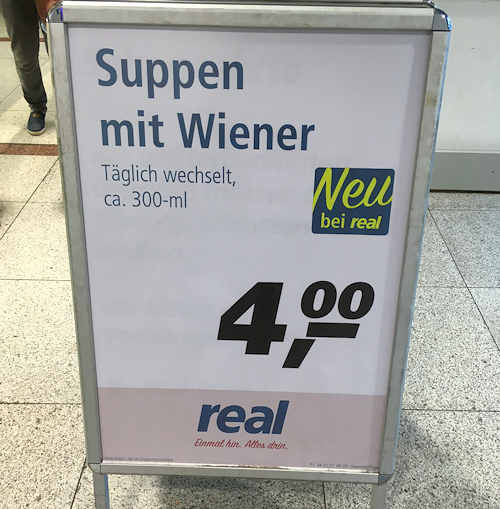 Suppen
mit Wiener
Täglich wechselt,
ca. 300-ml
Neu
bei real
4,00
real
Einmal hin. Alles drin.